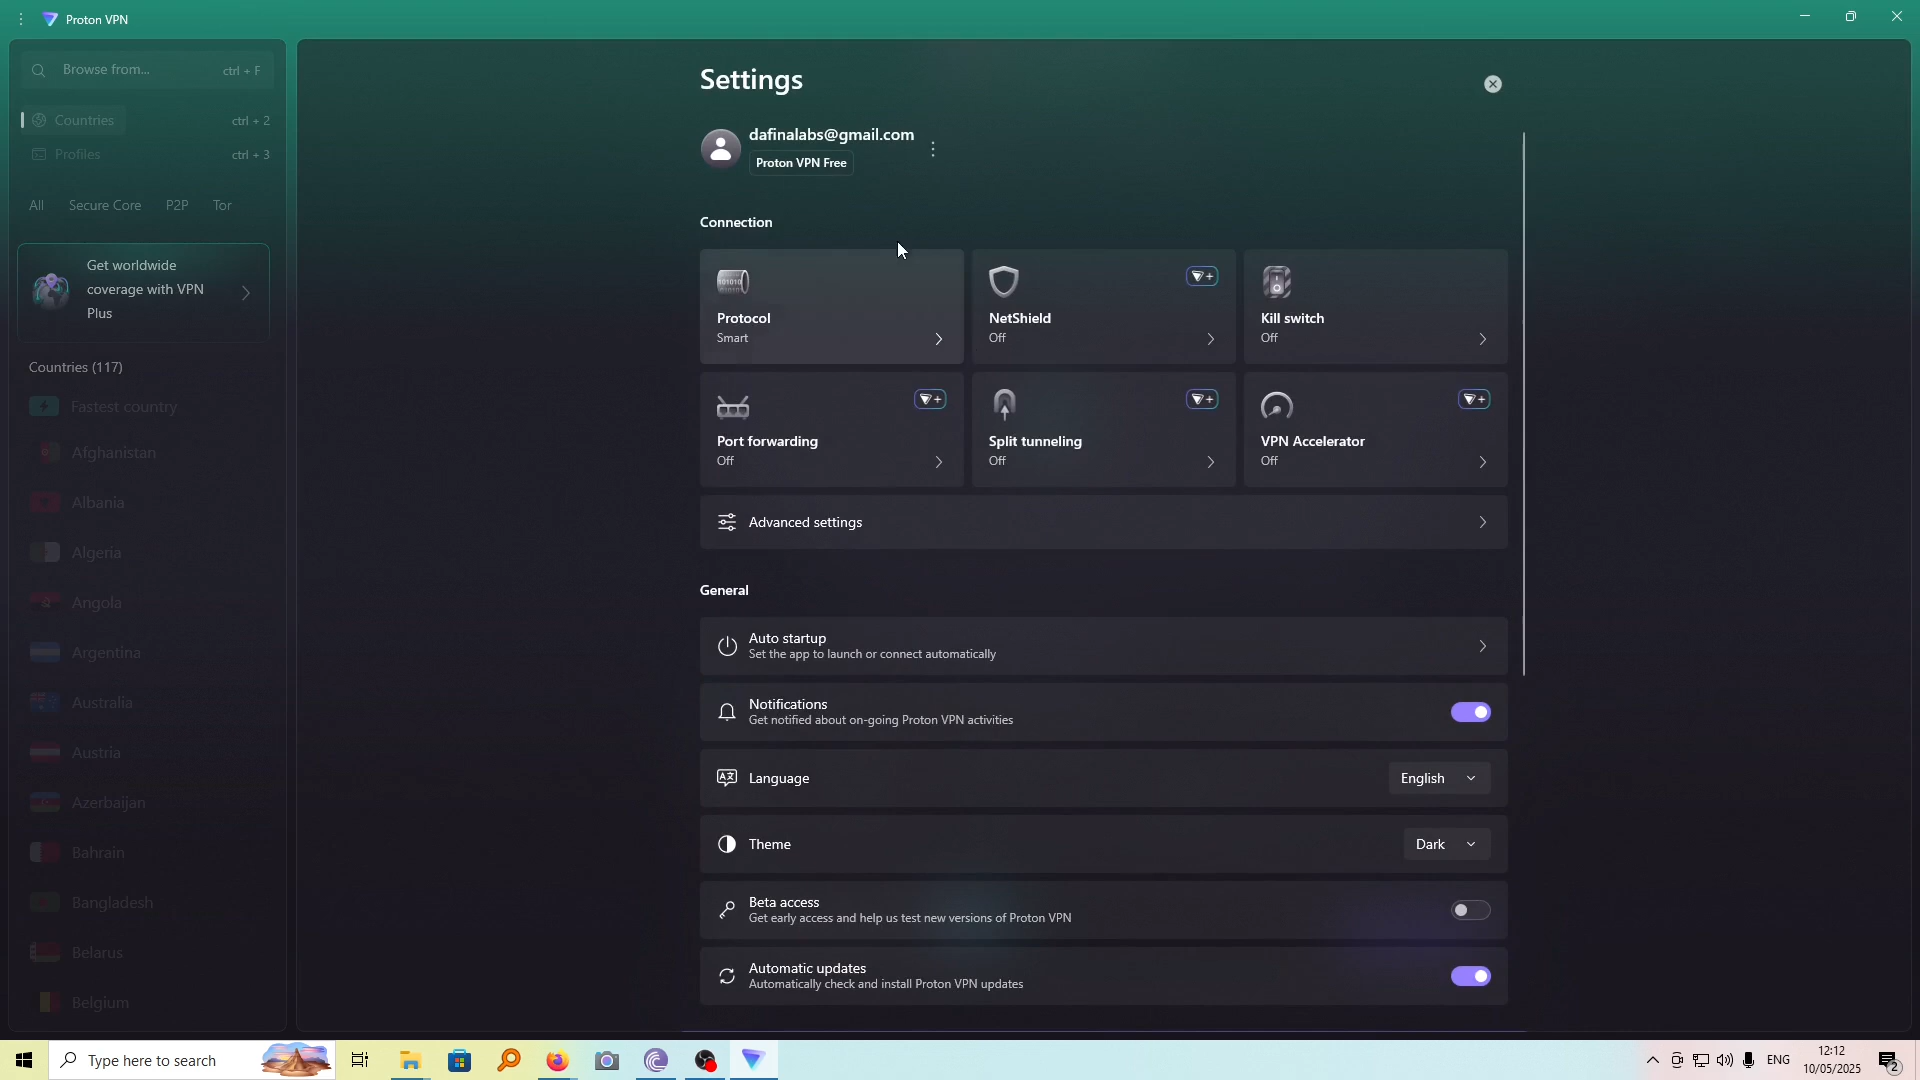 Proton VPN
Browse from... ctrl + F
Countries ctrl + 2
Profiles ctrl + 3
All Secure Core P2P Tor
Get worldwide
coverage with VPN
Plus
Countries (117)
Fastest country
Afghanistan
Albania
Algeria
Angola
Argentina
Australia
Austria
Azerbaijan
Bahrain
Bangladesh
Belarus
Belgium
Settings
dafinalabs@gmail.com
Proton VPN Free
Connection
Protocol
Smart
NetShield
Off
Kill switch
Off
Port forwarding
Off
Split tunneling
Off
VPN Accelerator
Off
Advanced settings
General
Auto startup
Set the app to launch or connect automatically
Notifications
Get notified about on-going Proton VPN activities
Language English
Theme Dark
Beta access
Get early access and help us test new versions of Proton VPN
Automatic updates
Automatically check and install Proton VPN updates
Type here to search
ENG
12:12
10/05/2025
2